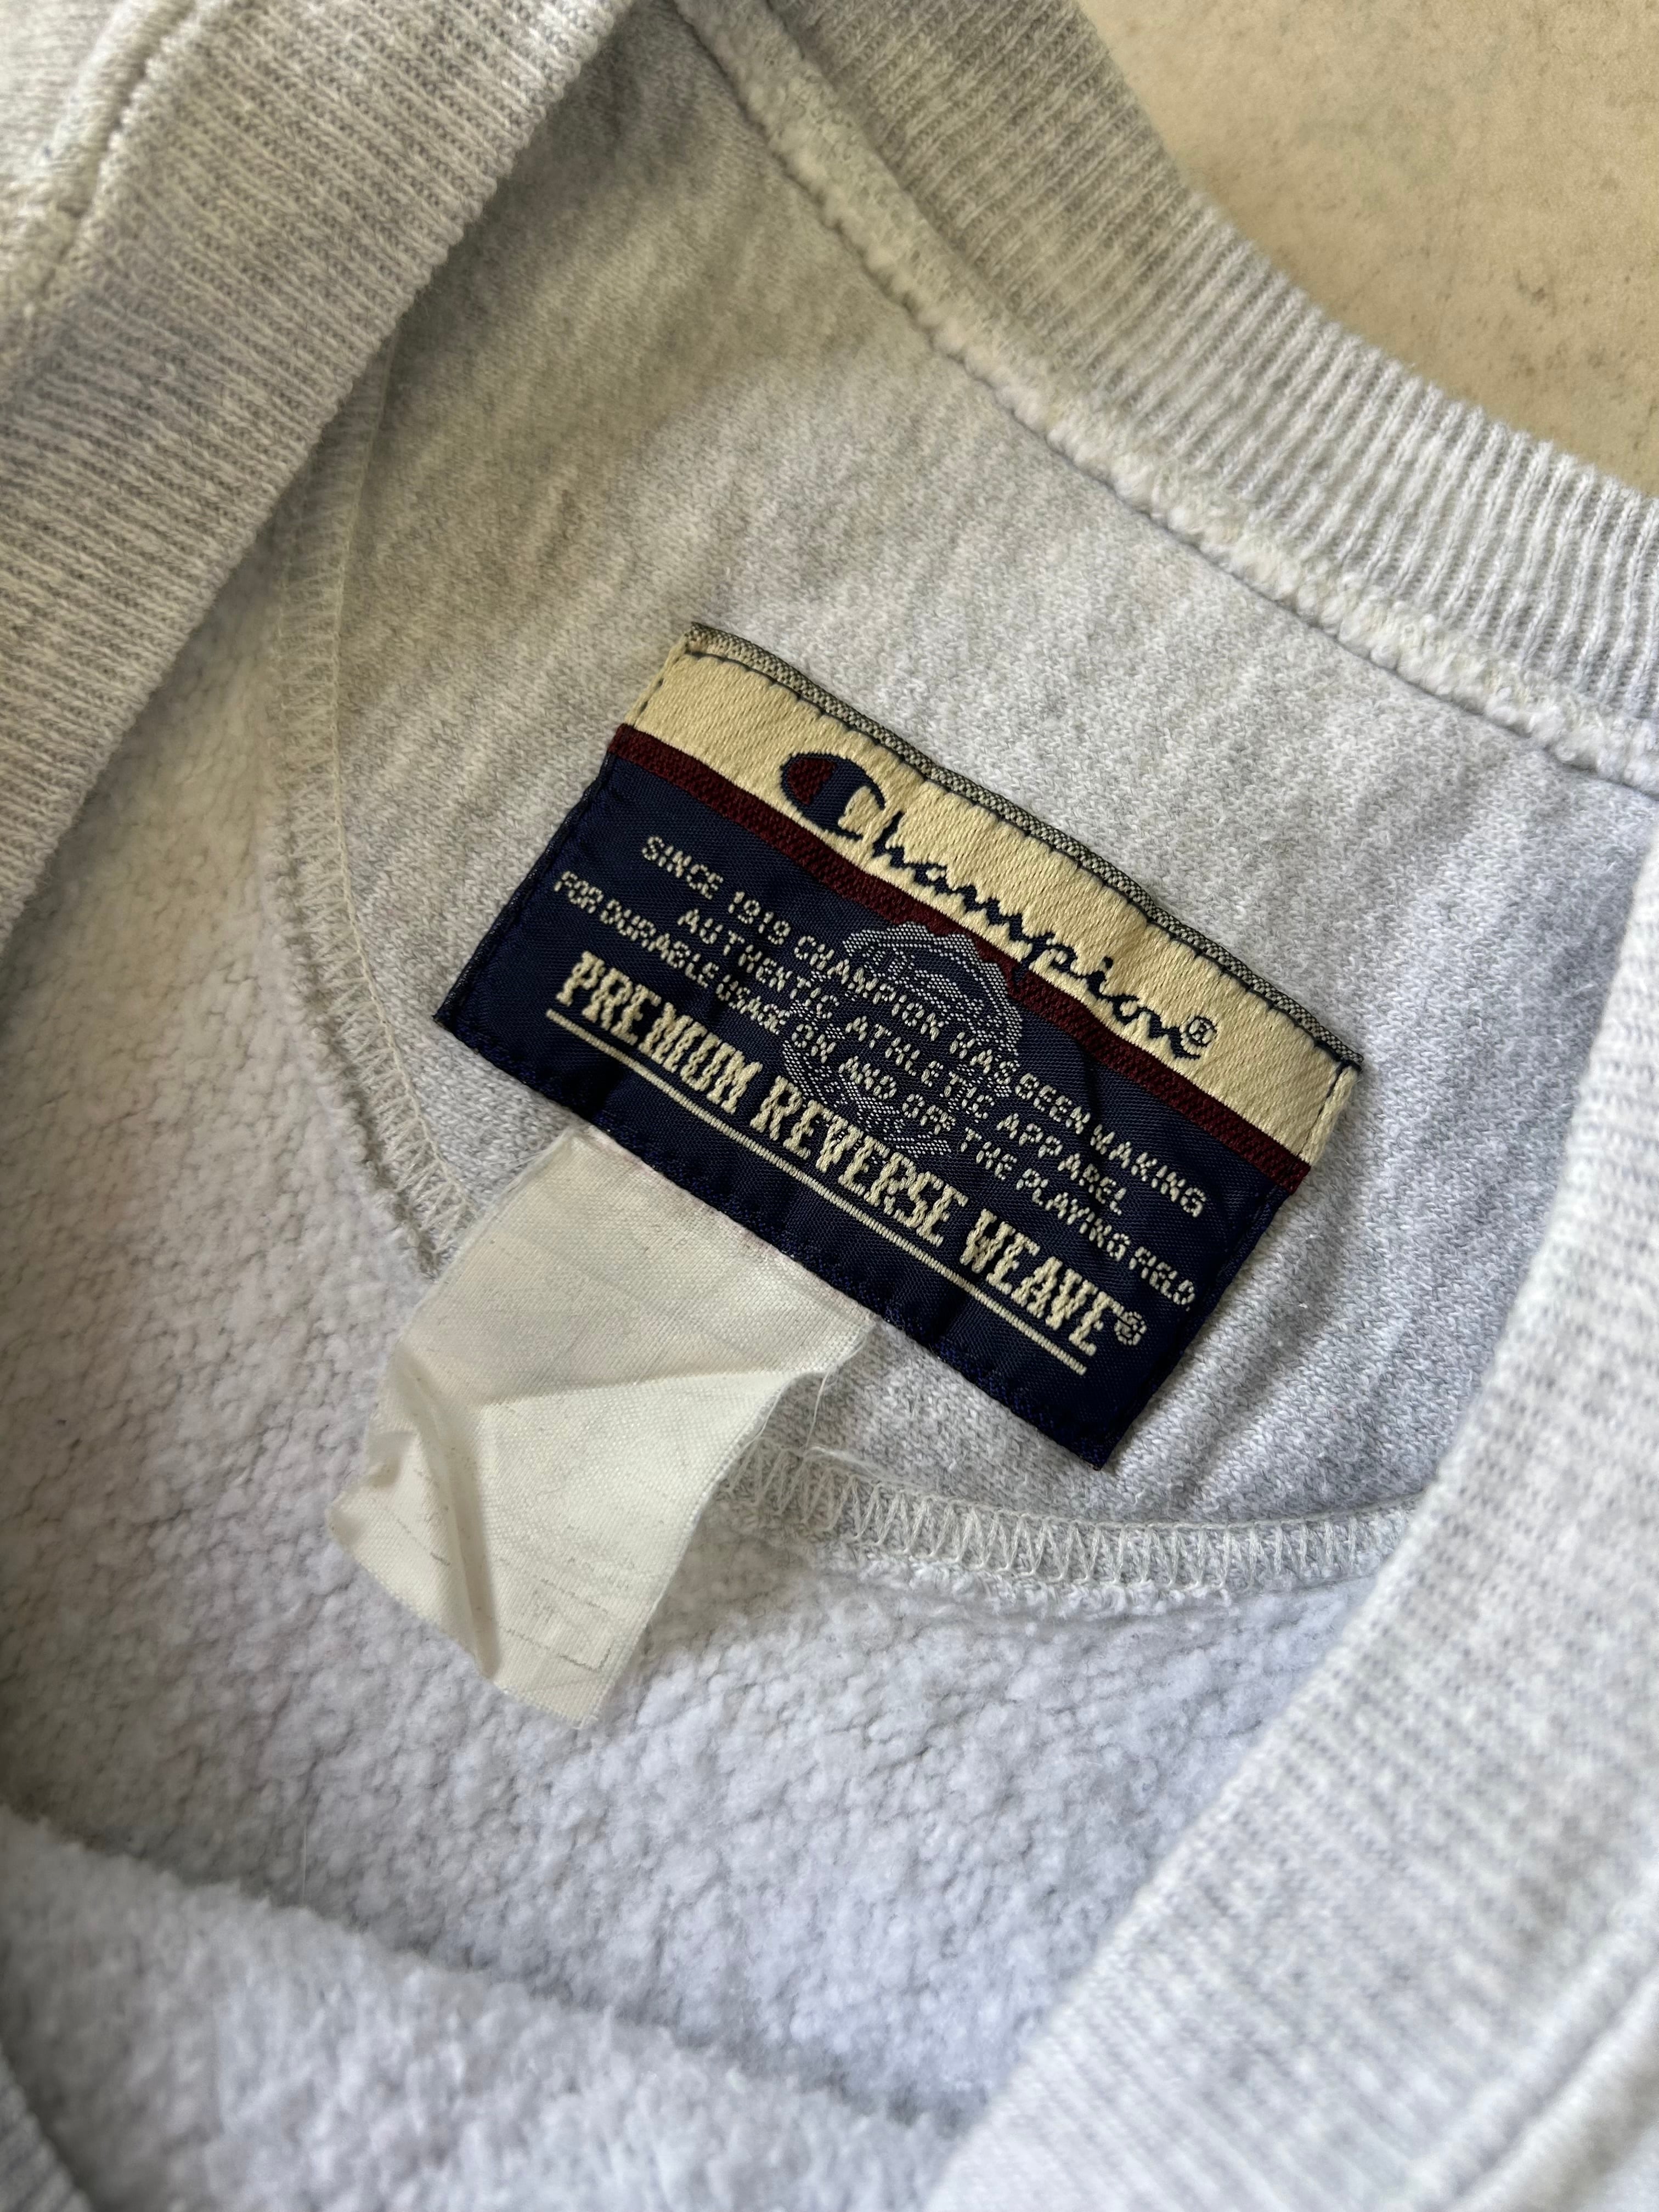 Champion®
SINCE 1919 CHAMPION HAS BEEN MAKING
AUTHENTIC ATHLETIC APPAREL
FOR DURABLE USAGE ON AND OFF THE PLAYING FIELD.
PREMIUM REVERSE WEAVE®